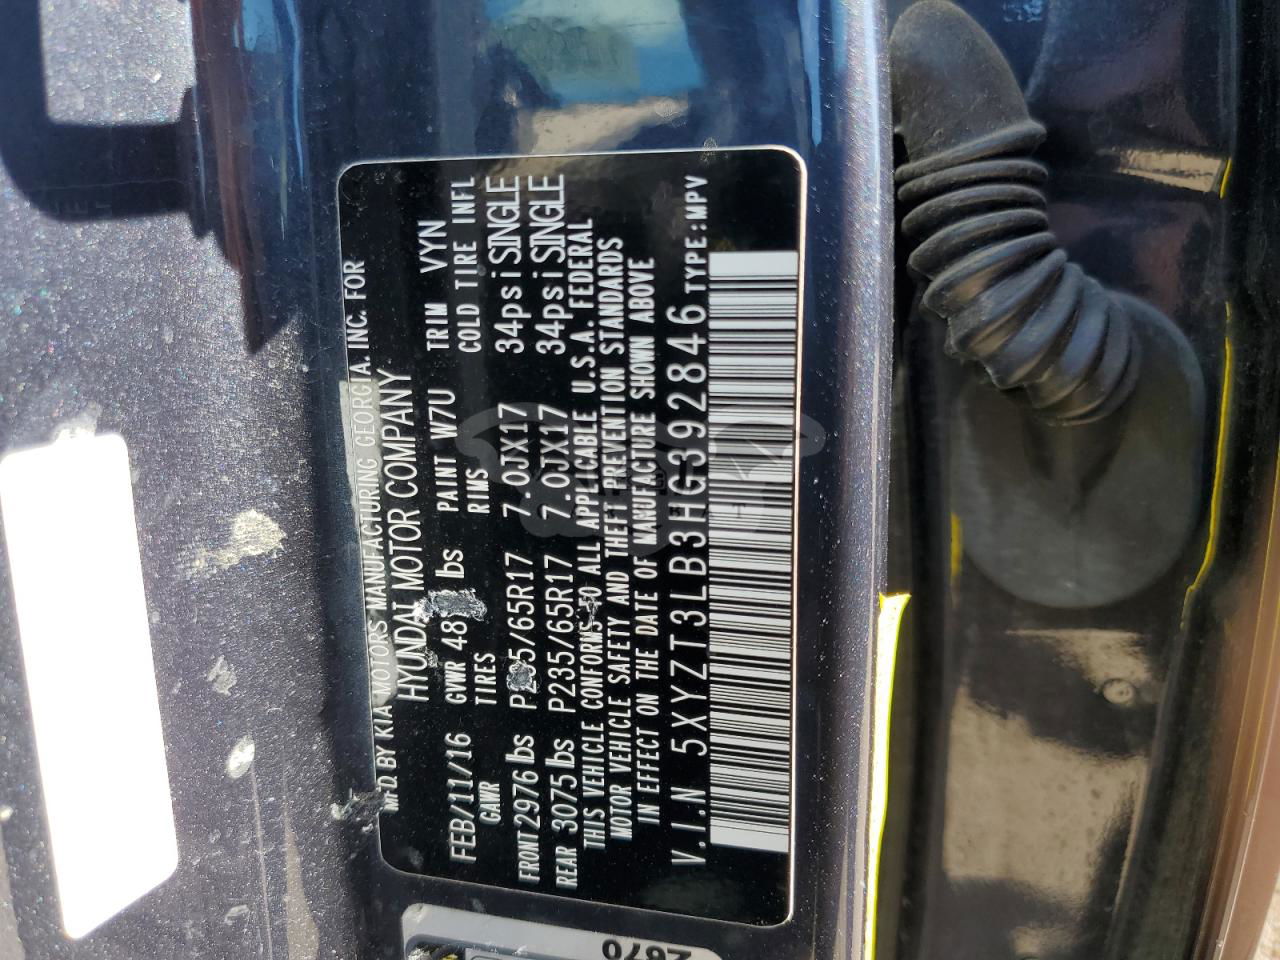 MFD. BY KIA MOTORS MANUFACTURING GEORGIA. INC. FOR
HYUNDAI MOTOR COMPANY
FEB/11/16 GVWR lbs PAINT W7U TRIM VYN
GAWR TIRES RIMS COLD TIRE INFL
FRONT 2976 lbs 7.0JX17 34psi SINGLE
REAR 3075 lbs P235/65R17 7.0JX17 34psi SINGLE
THIS VEHICLE CONFORMS TO ALL APPLICABLE U.S.A. FEDERAL
MOTOR VEHICLE SAFETY AND THEFT PREVENTION STANDARDS
IN EFFECT ON THE DATE OF MANUFACTURE SHOWN ABOVE
V.I.N 5XYZT3LB3HG392846 TYPE:MPV